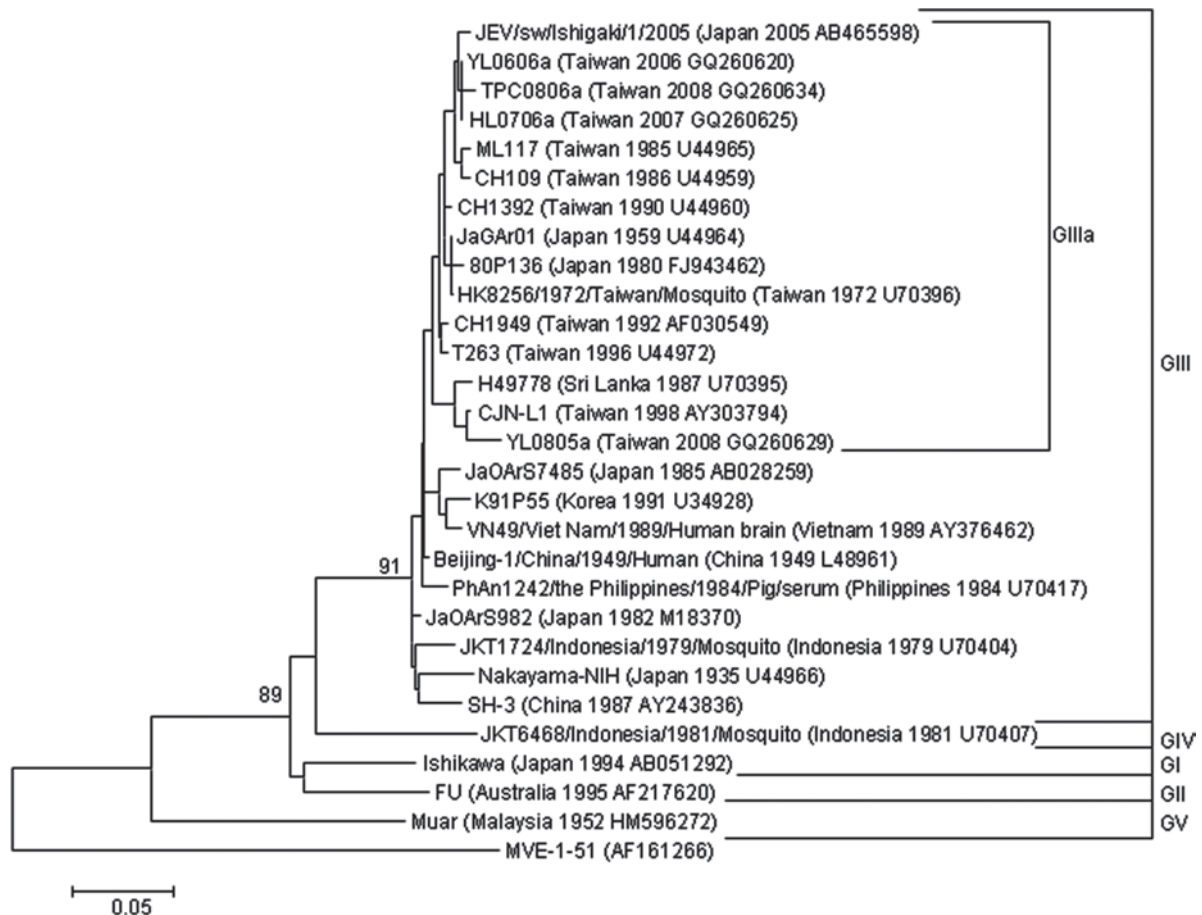 JEV/sw/Ishigaki/1/2005 (Japan 2005 AB465598)
YL0606a (Taiwan 2006 GQ260620)
TPC0806a (Taiwan 2008 GQ260634)
HL0706a (Taiwan 2007 GQ260625)
ML117 (Taiwan 1985 U44965)
CH109 (Taiwan 1986 U44959)
CH1392 (Taiwan 1990 U44960)
JaGAr01 (Japan 1959 U44964)
GIIIa
80P136 (Japan 1980 FJ943462)
HK8256/1972/Taiwan/Mosquito (Taiwan 1972 U70396)
CH1949 (Taiwan 1992 AF030549)
T263 (Taiwan 1996 U44972)
GIII
H49778 (Sri Lanka 1987 U70395)
CJN-L1 (Taiwan 1998 AY303794)
YL0805a (Taiwan 2008 GQ260629)
JaOArS7485 (Japan 1985 AB028259)
K91P55 (Korea 1991 U34928)
VN49/Viet Nam/1989/Human brain (Vietnam 1989 AY376462)
Beijing-1/China/1949/Human (China 1949 L48961)
91
PhAn1242/the Philippines/1984/Pig/serum (Philippines 1984 U70417)
JaOArS982 (Japan 1982 M18370)
JKT1724/Indonesia/1979/Mosquito (Indonesia 1979 U70404)
Nakayama-NIH (Japan 1935 U44966)
89
SH-3 (China 1987 AY243836)
JKT6468/Indonesia/1981/Mosquito (Indonesia 1981 U70407)
GIV
Ishikawa (Japan 1994 AB051292)
GI
FU (Australia 1995 AF217620)
GII
Muar (Malaysia 1952 HM596272)
GV
MVE-1-51 (AF161266)
0.05